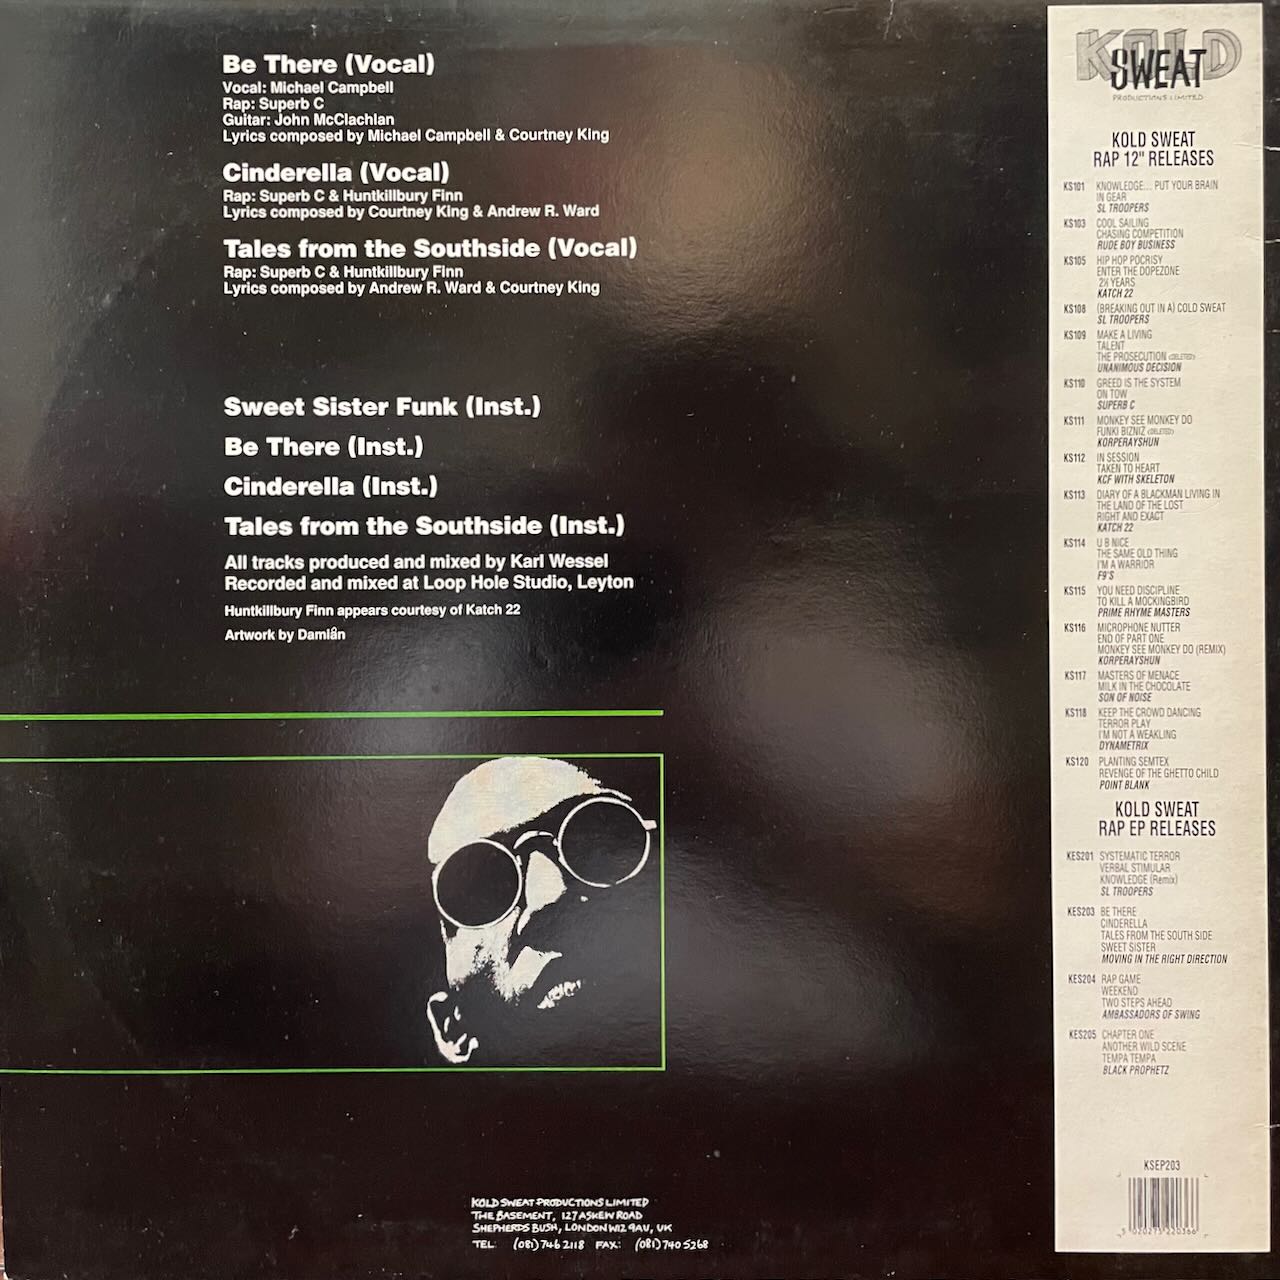 Be There (Vocal)
Vocal: Michael Campbell
Rap: Superb C
Guitar: John McClachlan
Lyrics composed by Michael Campbell & Courtney King
Cinderella (Vocal)
Rap: Superb C & Huntkillbury Finn
Lyrics composed by Courtney King & Andrew R. Ward
Tales from the Southside (Vocal)
Rap: Superb C & Huntkillbury Finn
Lyrics composed by Andrew R. Ward & Courtney King
Sweet Sister Funk (Inst.)
Be There (Inst.)
Cinderella (Inst.)
Tales from the Southside (Inst.)
All tracks produced and mixed by Karl Wessel
Recorded and mixed at Loop Hole Studio, Leyton
Huntkillbury Finn appears courtesy of Katch 22
Artwork by Damiân
KOLD SWEAT PRODUCTIONS LIMITED
THE BASEMENT, 127 ASKEW ROAD
SHEPHERDS BUSH, LONDON W12 9AU, UK
TEL: (081) 746 2118 FAX: (081) 740 5268
KOLD
SWEAT
PRODUCTIONS LIMITED
KOLD SWEAT
RAP 12" RELEASES
KS101 KNOWLEDGE... PUT YOUR BRAIN
IN GEAR
SL TROOPERS
KS103 COOL SAILING
CHASING COMPETITION
RUDE BOY BUSINESS
KS105 HIP HOP POCRISY
ENTER THE DOPEZONE
2½ YEARS
KATCH 22
KS108 (BREAKING OUT IN A) COLD SWEAT
SL TROOPERS
KS109 MAKE A LIVING
TALENT
THE PROSECUTION (DELETED)
UNANIMOUS DECISION
KS110 GREED IS THE SYSTEM
ON TOW
SUPERB C
KS111 MONKEY SEE MONKEY DO
FUNKI BIZNIZ (DELETED)
KORPERAYSHUN
KS112 IN SESSION
TAKEN TO HEART
KCF WITH SKELETON
KS113 DIARY OF A BLACKMAN LIVING IN
THE LAND OF THE LOST
RIGHT AND EXACT
KATCH 22
KS114 U B NICE
THE SAME OLD THING
I'M A WARRIOR
F9'S
KS115 YOU NEED DISCIPLINE
TO KILL A MOCKINGBIRD
PRIME RHYME MASTERS
KS116 MICROPHONE NUTTER
END OF PART ONE
MONKEY SEE MONKEY DO (REMIX)
KORPERAYSHUN
KS117 MASTERS OF MENACE
MILK IN THE CHOCOLATE
SON OF NOISE
KS118 KEEP THE CROWD DANCING
TERROR PLAY
I'M NOT A WEAKLING
DYNAMETRIX
KS120 PLANTING SEMTEX
REVENGE OF THE GHETTO CHILD
POINT BLANK
KOLD SWEAT
RAP EP RELEASES
KES201 SYSTEMATIC TERROR
VERBAL STIMULAR
KNOWLEDGE (Remix)
SL TROOPERS
KES203 BE THERE
CINDERELLA
TALES FROM THE SOUTH SIDE
SWEET SISTER
MOVING IN THE RIGHT DIRECTION
KES204 RAP GAME
WEEKEND
TWO STEPS AHEAD
AMBASSADORS OF SWING
KES205 CHAPTER ONE
ANOTHER WILD SCENE
TEMPA TEMPA
BLACK PROPHETZ
KSEP203
5 020275 220366